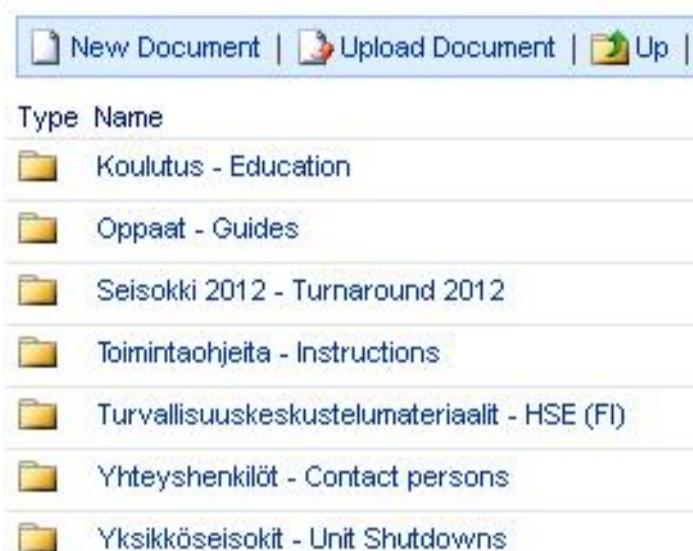 New Document | Upload Document | Up |
Type Name
Koulutus - Education
Oppaat - Guides
Seisokki 2012 - Turnaround 2012
Toimintaohjeita - Instructions
Turvallisuuskeskustelumateriaalit - HSE (FI)
Yhteyshenkilöt - Contact persons
Yksikköseisokit - Unit Shutdowns